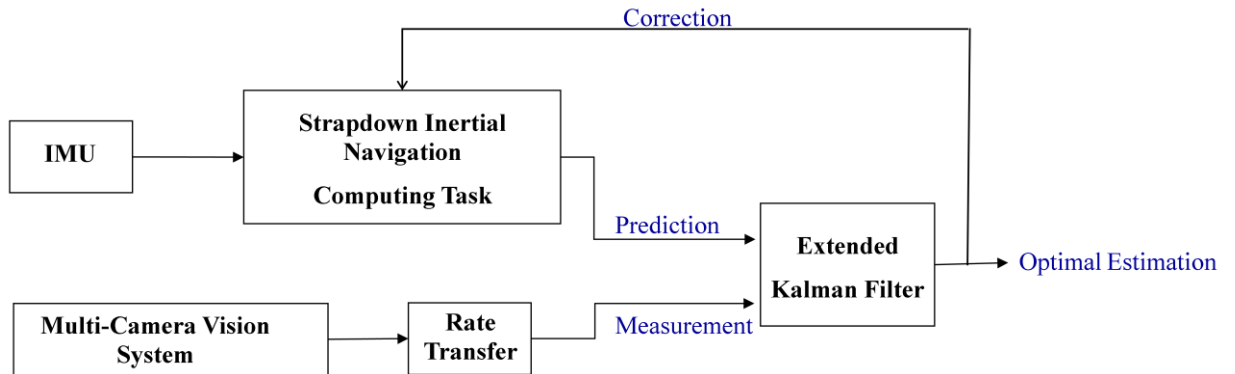 Correction
IMU
Strapdown Inertial
Navigation
Computing Task
Prediction
Extended
Kalman Filter
Optimal Estimation
Multi-Camera Vision
System
Rate
Transfer
Measurement